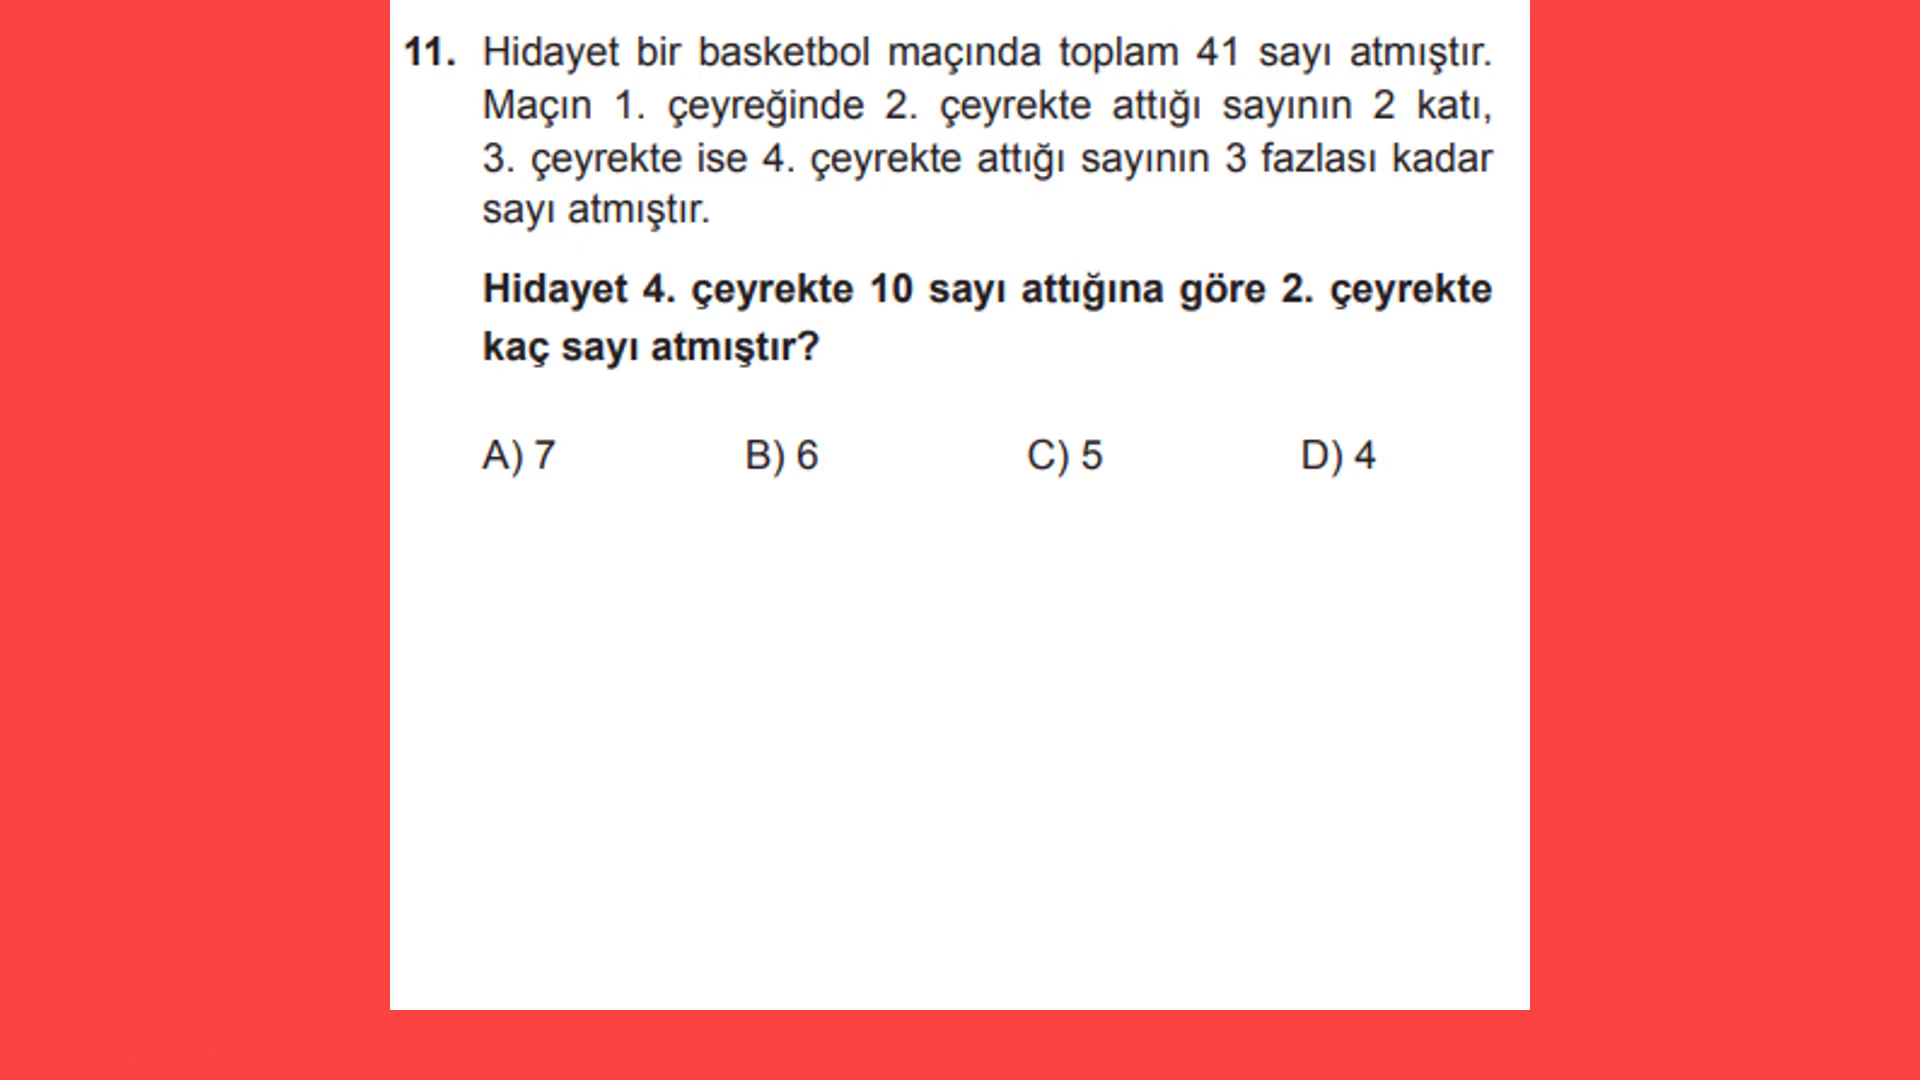 11. Hidayet bir basketbol maçında toplam 41 sayı atmıştır.
Maçın 1. çeyreğinde 2. çeyrekte attığı sayının 2 katı,
3. çeyrekte ise 4. çeyrekte attığı sayının 3 fazlası kadar
sayı atmıştır.
Hidayet 4. çeyrekte 10 sayı attığına göre 2. çeyrekte
kaç sayı atmıştır?
A) 7 B) 6 C) 5 D) 4